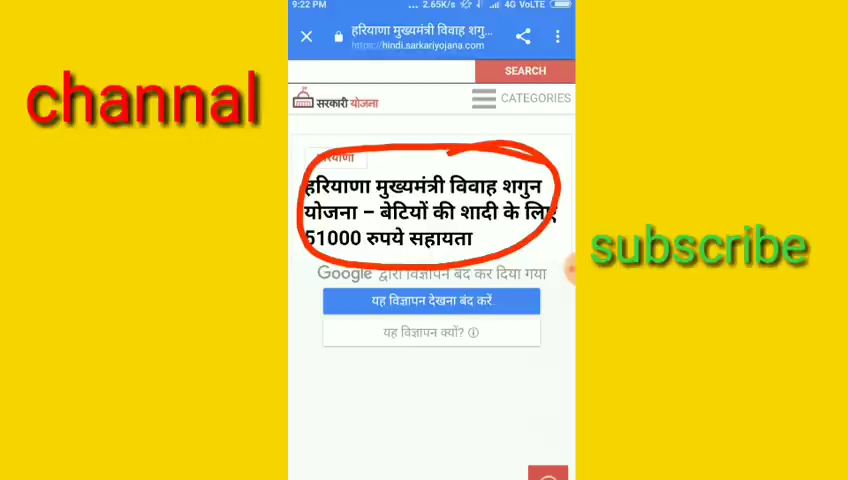 9:22 PM ... 2.65K/s 4G VoLTE
हरियाणा मुख्यमंत्री विवाह शगु...
https://hindi.sarkariyojana.com
channal
SEARCH
सरकारी योजना
CATEGORIES
हरियाणा
हरियाणा मुख्यमंत्री विवाह शगुन
योजना – बेटियों की शादी के लिए
51000 रुपये सहायता
subscribe
Google द्वारा विज्ञापन बंद कर दिया गया
यह विज्ञापन देखना बंद करें
यह विज्ञापन क्यों?